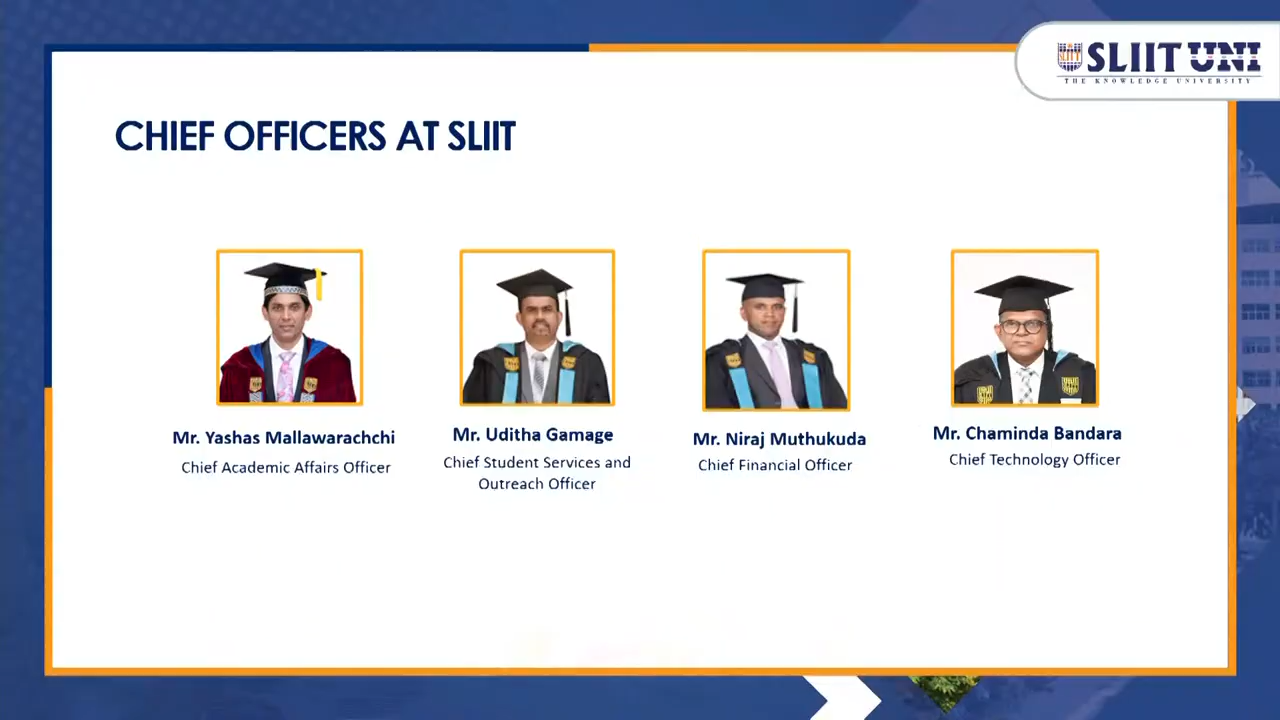 SLIIT UNI
THE KNOWLEDGE UNIVERSITY
CHIEF OFFICERS AT SLIIT
Mr. Yashas Mallawarachchi
Chief Academic Affairs Officer
Mr. Uditha Gamage
Chief Student Services and
Outreach Officer
Mr. Niraj Muthukuda
Chief Financial Officer
Mr. Chaminda Bandara
Chief Technology Officer